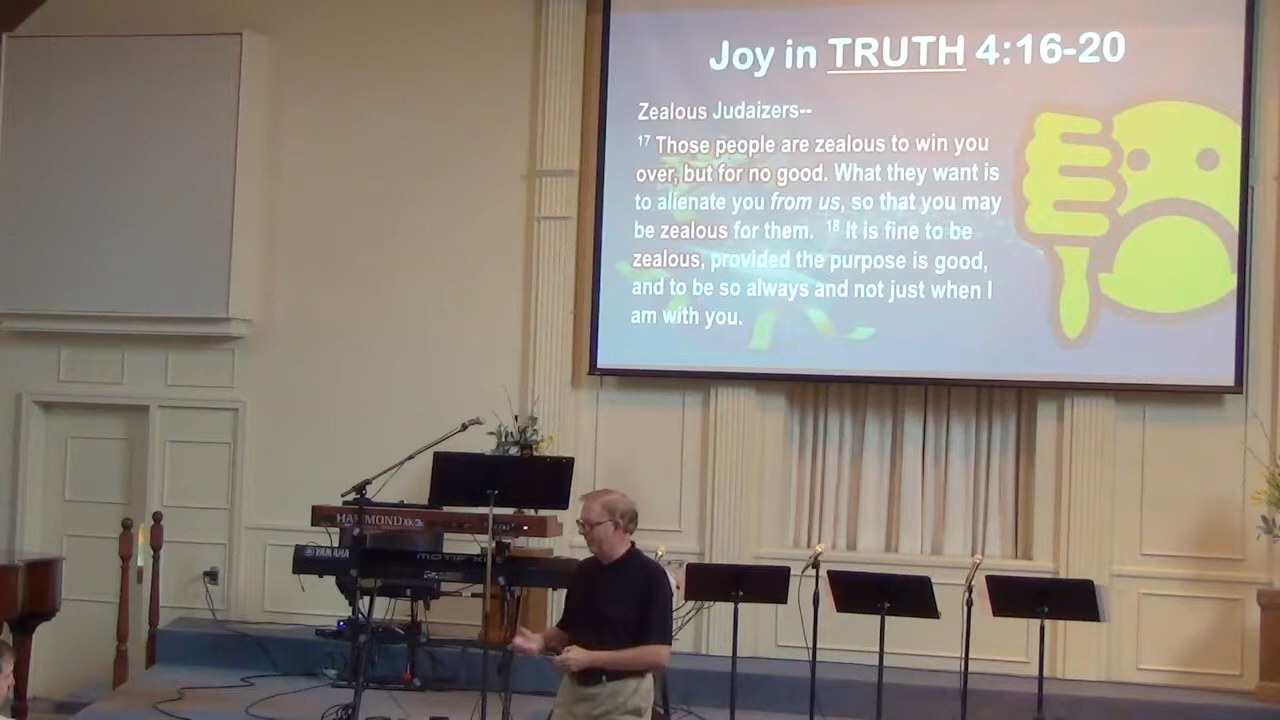 Joy in TRUTH 4:16-20
Zealous Judaizers--
17 Those people are zealous to win you
over, but for no good. What they want is
to alienate you from us, so that you may
be zealous for them. 18 It is fine to be
zealous, provided the purpose is good,
and to be so always and not just when I
am with you.
HAMMOND XK-3c
YAMAHA
MOTIF